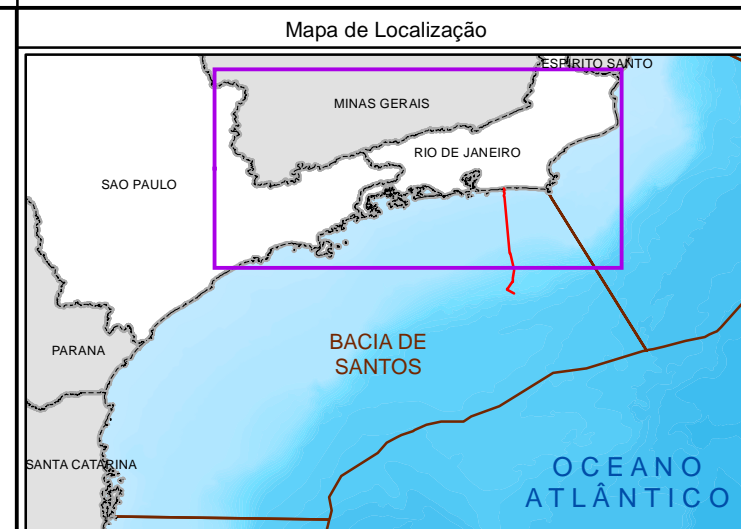 Mapa de Localização
ESPÍRITO SANTO
MINAS GERAIS
RIO DE JANEIRO
SAO PAULO
PARANA
BACIA DE
SANTOS
SANTA CATARINA
OCEANO
ATLÂNTICO